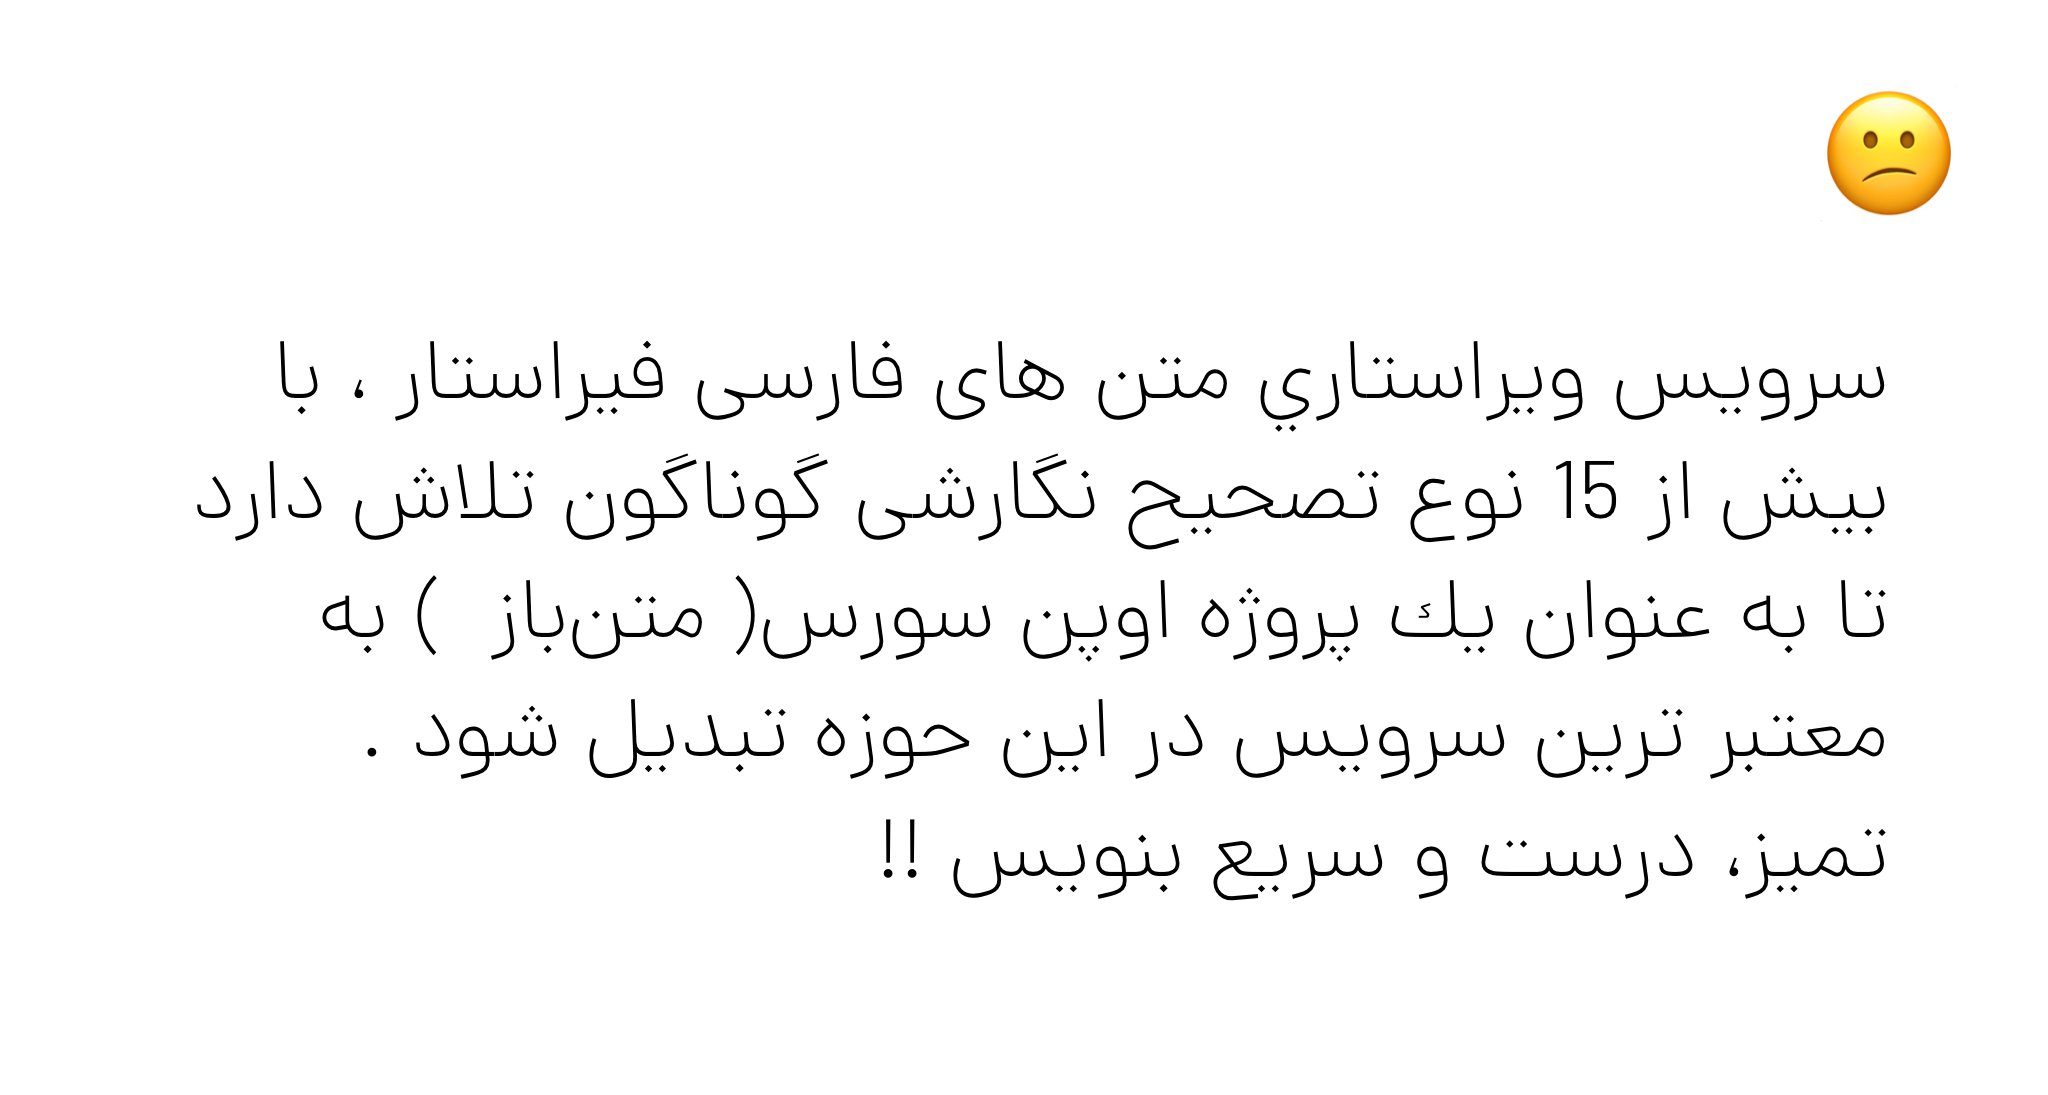 سرویس ویراستاري متن های فارسی فیراستار ، با
بیش از 15 نوع تصحیح نگارشی گوناگون تلاش دارد
تا به عنوان يك پروژه اوپن سورس( متن‌باز  ) به
معتبر ترین سرویس در این حوزه تبدیل شود .
تمیز، درست و سریع بنویس !!